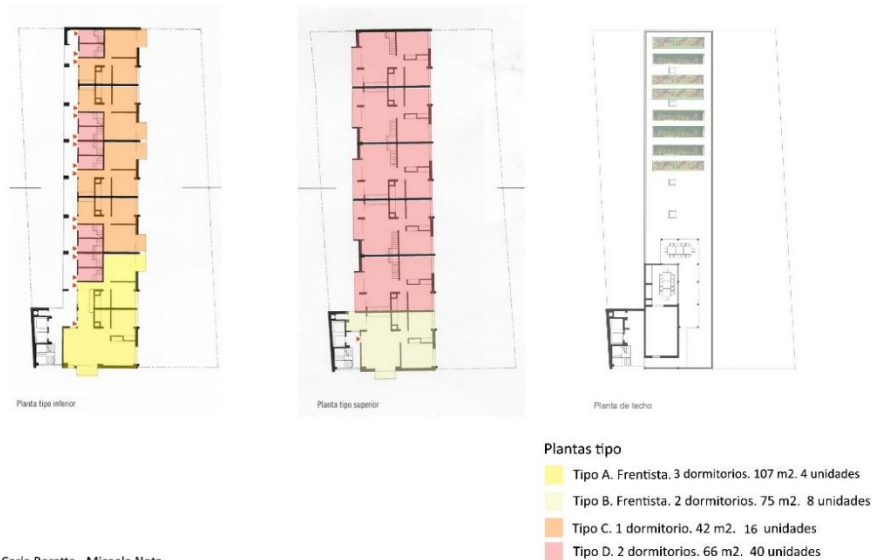 Planta tipo inferior
Planta tipo superior
Planta de techo
Plantas tipo
Tipo A. Frentista. 3 dormitorios. 107 m2. 4 unidades
Tipo B. Frentista. 2 dormitorios. 75 m2. 8 unidades
Tipo C. 1 dormitorio. 42 m2. 16 unidades
Tipo D. 2 dormitorios. 66 m2. 40 unidades